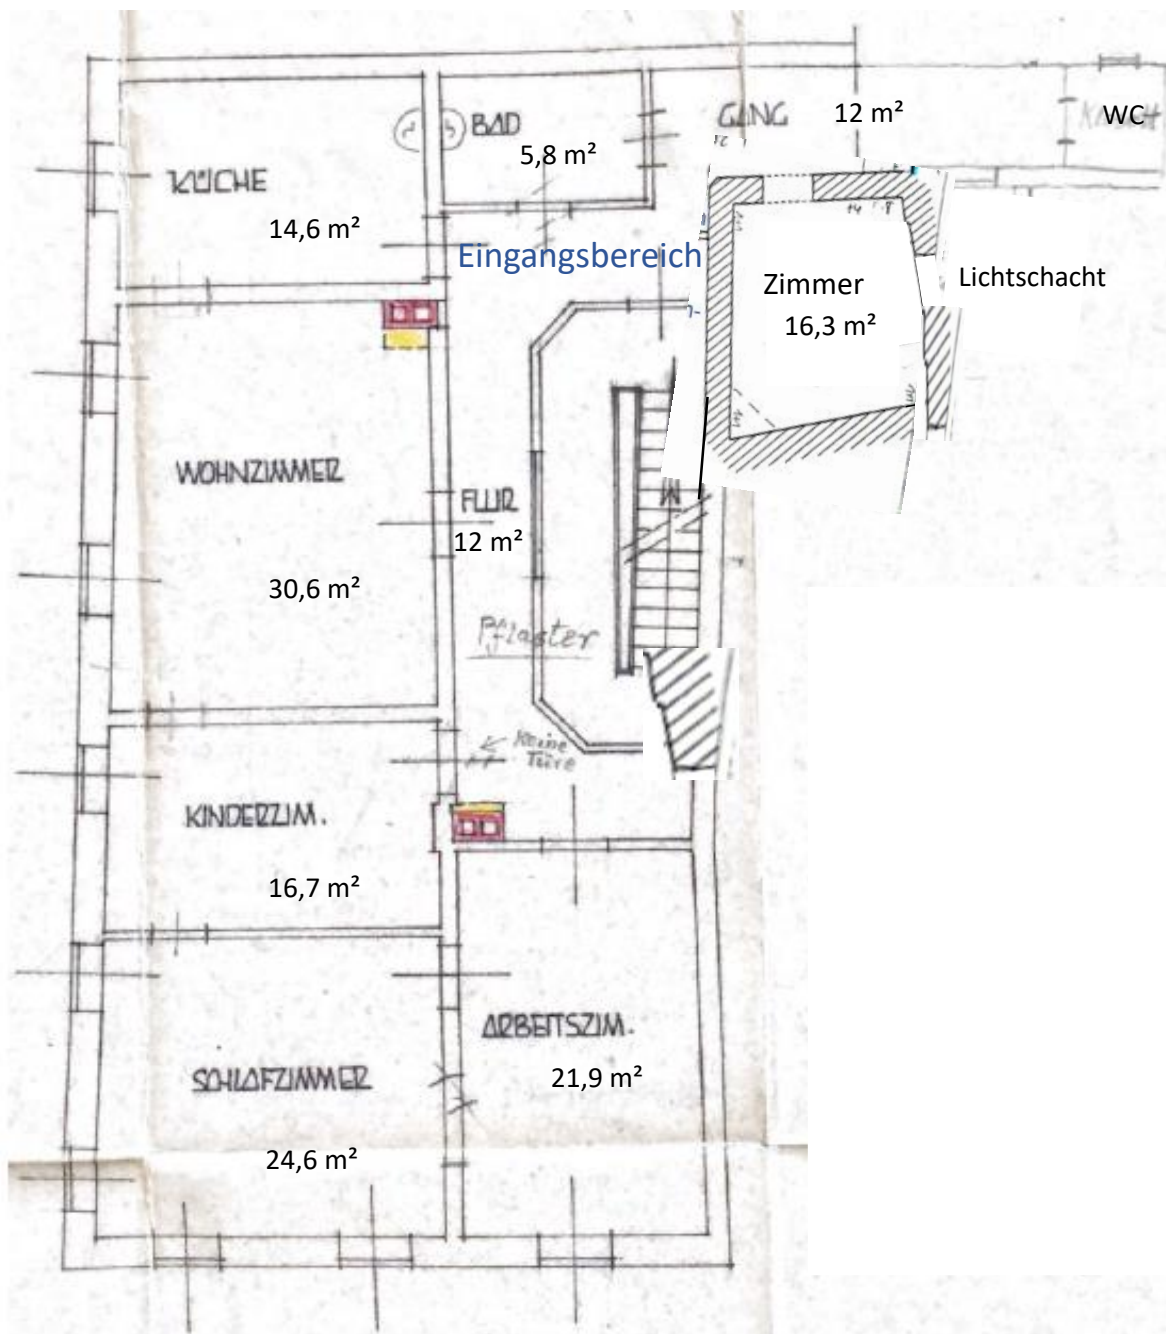 GANG
12 m²
WC
BAD
5,8 m²
KÜCHE
14,6 m²
Eingangsbereich
Zimmer
16,3 m²
Lichtschacht
WOHNZIMMER
30,6 m²
FLUR
12 m²
Pflaster
Keine
Türe
KINDERZIM.
16,7 m²
ARBEITSZIM.
21,9 m²
SCHLAFZIMMER
24,6 m²